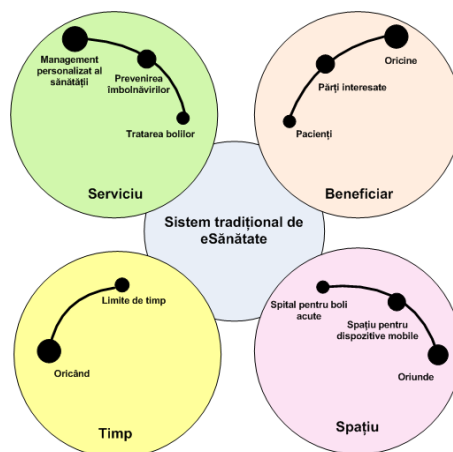 Management
personalizat al
sănătății
Prevenirea
îmbolnăvirilor
Tratarea bolilor
Serviciu
Oricine
Părți interesate
Pacienți
Beneficiar
Sistem tradițional de
eSănătate
Limite de timp
Oricând
Timp
Spital pentru boli
acute
Spațiu pentru
dispozitive mobile
Oriunde
Spațiu